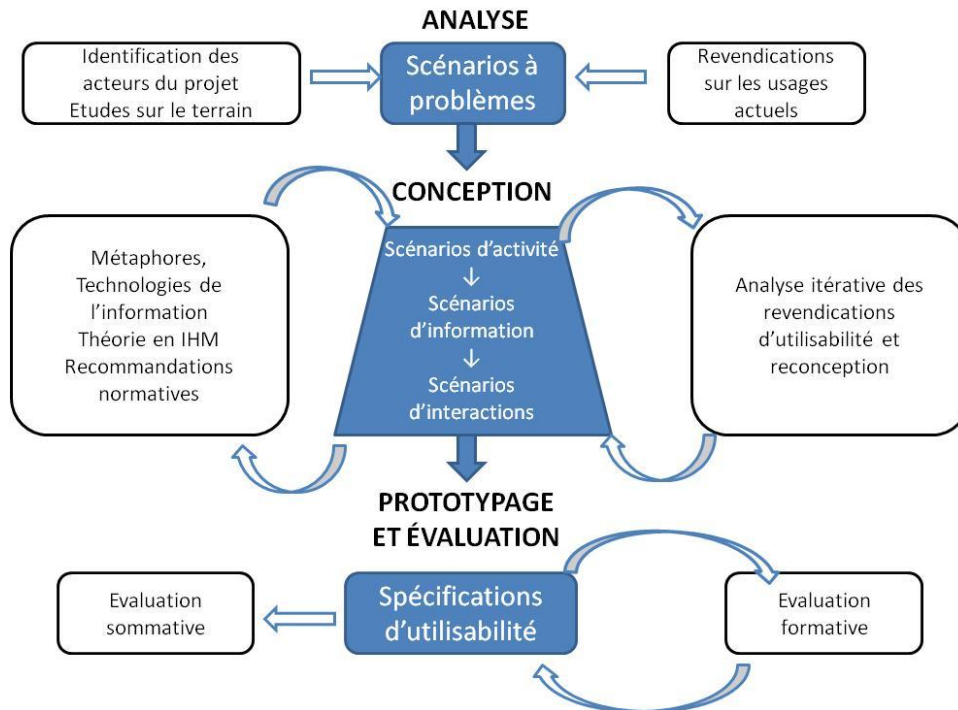 ANALYSE
Identification des
acteurs du projet
Etudes sur le terrain
Scénarios à
problèmes
Revendications
sur les usages
actuels
CONCEPTION
Métaphores,
Technologies de
l'information
Théorie en IHM
Recommandations
normatives
Scénarios d'activité
↓
Scénarios
d'information
↓
Scénarios
d'interactions
Analyse itérative des
revendications
d'utilisabilité et
reconception
PROTOTYPAGE
ET ÉVALUATION
Evaluation
sommative
Spécifications
d'utilisabilité
Evaluation
formative